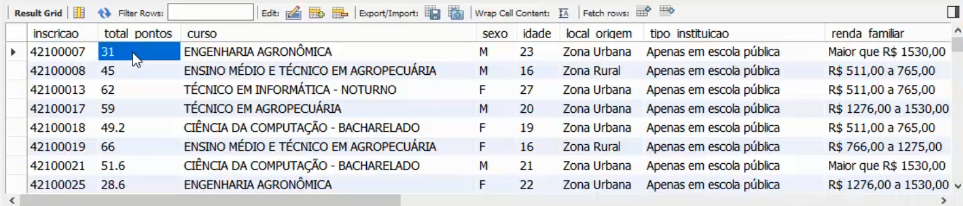 Result Grid Filter Rows: Edit: Export/Import: Wrap Cell Content: Fetch rows:
inscricao total_pontos curso sexo idade local_origem tipo_instituicao renda_familiar
42100007 31 ENGENHARIA AGRONÔMICA M 23 Zona Urbana Apenas em escola pública Maior que R$ 1530,00
42100008 45 ENSINO MÉDIO E TÉCNICO EM AGROPECUÁRIA M 16 Zona Rural Apenas em escola pública R$ 511,00 a 765,00
42100013 62 TÉCNICO EM INFORMÁTICA - NOTURNO F 27 Zona Urbana Apenas em escola pública R$ 511,00 a 765,00
42100017 59 TÉCNICO EM AGROPECUÁRIA M 20 Zona Urbana Apenas em escola pública R$ 1276,00 a 1530,00
42100018 49.2 CIÊNCIA DA COMPUTAÇÃO - BACHARELADO F 19 Zona Urbana Apenas em escola pública R$ 511,00 a 765,00
42100019 66 ENSINO MÉDIO E TÉCNICO EM AGROPECUÁRIA F 16 Zona Rural Apenas em escola pública R$ 766,00 a 1275,00
42100021 51.6 CIÊNCIA DA COMPUTAÇÃO - BACHARELADO M 21 Zona Urbana Apenas em escola pública Maior que R$ 1530,00
42100025 28.6 ENGENHARIA AGRONÔMICA F 22 Zona Urbana Apenas em escola pública R$ 1276,00 a 1530,00